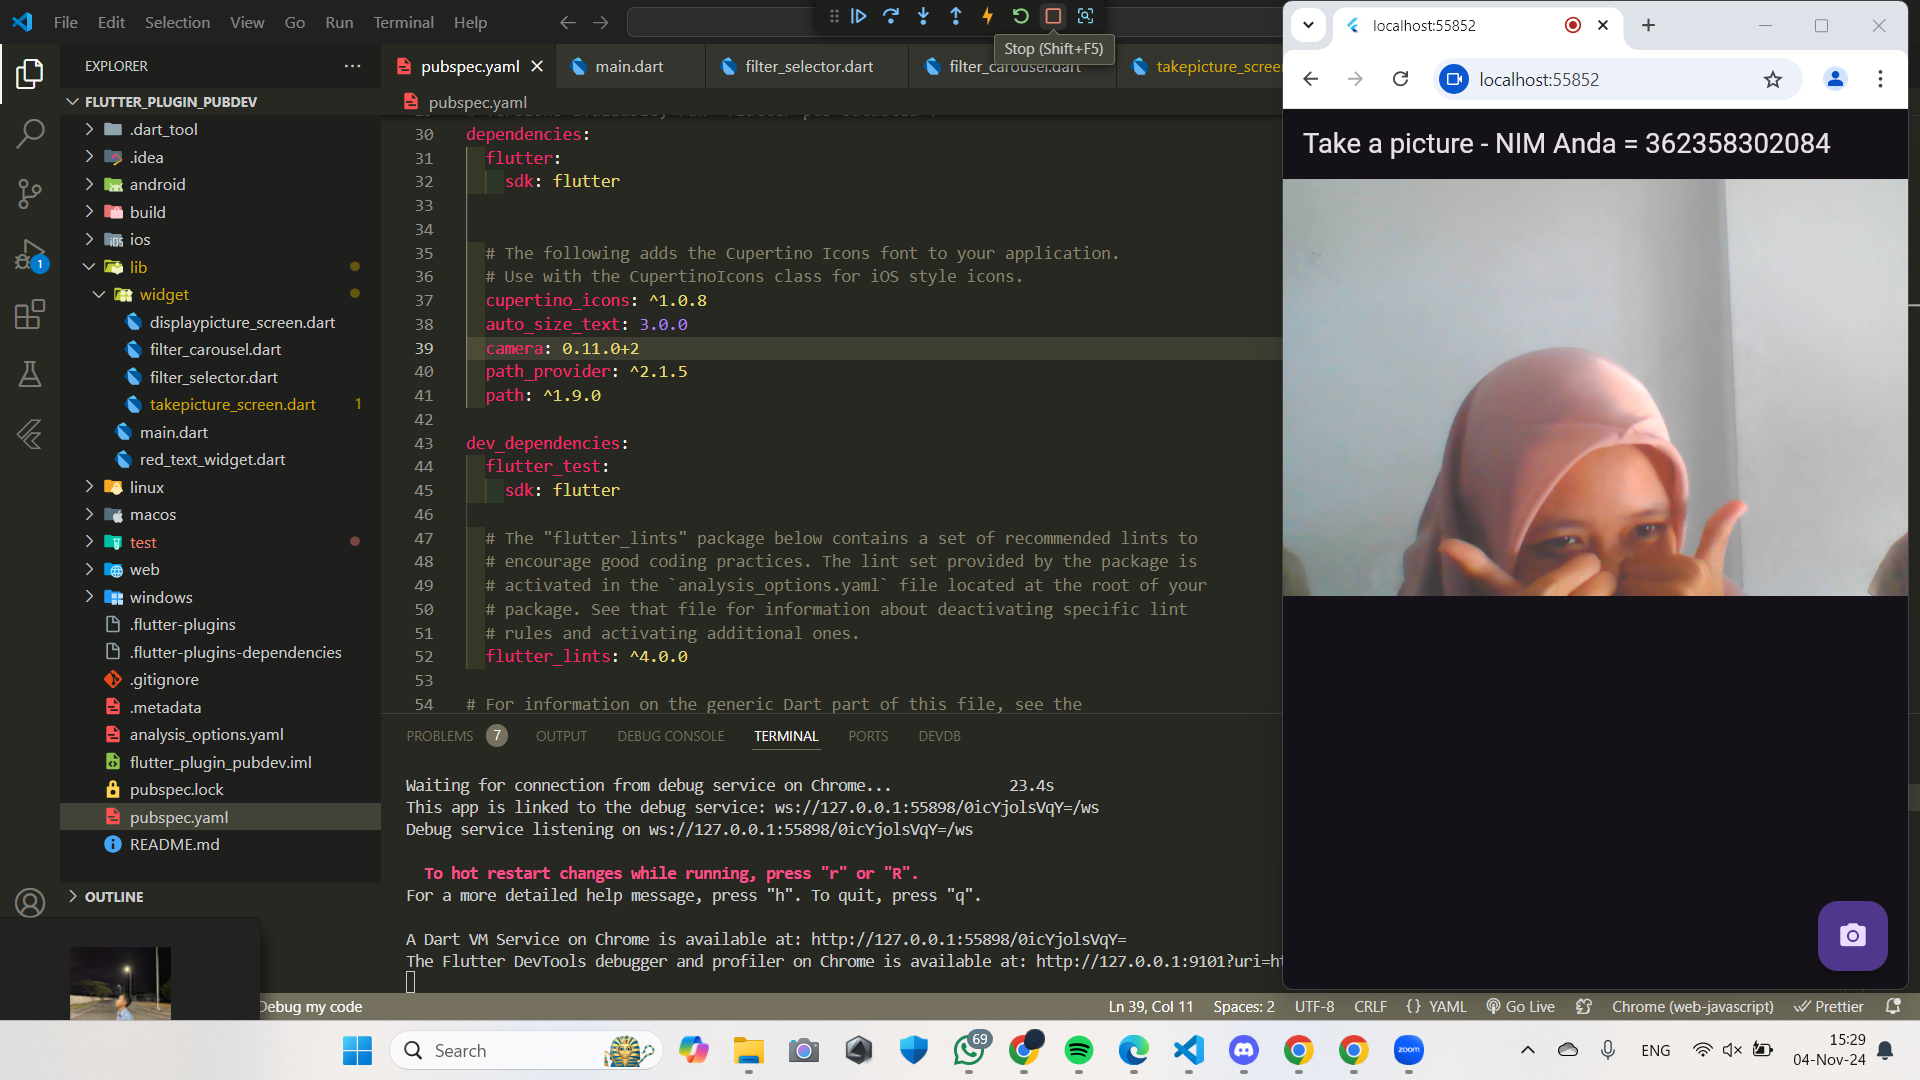 File Edit Selection View Go Run Terminal Help
Stop (Shift+F5)
EXPLORER
FLUTTER_PLUGIN_PUBDEV
.dart_tool
.idea
android
build
ios
lib
widget
displaypicture_screen.dart
filter_carousel.dart
filter_selector.dart
takepicture_screen.dart 1
main.dart
red_text_widget.dart
linux
macos
test
web
windows
.flutter-plugins
.flutter-plugins-dependencies
.gitignore
.metadata
analysis_options.yaml
flutter_plugin_pubdev.iml
pubspec.lock
pubspec.yaml
README.md
OUTLINE
1
pubspec.yaml main.dart filter_selector.dart filter_carousel.dart takepicture_scree
pubspec.yaml
30 dependencies:
31 flutter:
32 sdk: flutter
33
34
35 # The following adds the Cupertino Icons font to your application.
36 # Use with the CupertinoIcons class for iOS style icons.
37 cupertino_icons: ^1.0.8
38 auto_size_text: 3.0.0
39 camera: 0.11.0+2
40 path_provider: ^2.1.5
41 path: ^1.9.0
42
43 dev_dependencies:
44 flutter_test:
45 sdk: flutter
46
47 # The "flutter_lints" package below contains a set of recommended lints to
48 # encourage good coding practices. The lint set provided by the package is
49 # activated in the `analysis_options.yaml` file located at the root of your
50 # package. See that file for information about deactivating specific lint
51 # rules and activating additional ones.
52 flutter_lints: ^4.0.0
53
54 # For information on the generic Dart part of this file, see the
PROBLEMS 7 OUTPUT DEBUG CONSOLE TERMINAL PORTS DEVDB
Waiting for connection from debug service on Chrome... 23.4s
This app is linked to the debug service: ws://127.0.0.1:55898/0icYjolsVqY=/ws
Debug service listening on ws://127.0.0.1:55898/0icYjolsVqY=/ws
To hot restart changes while running, press "r" or "R".
For a more detailed help message, press "h". To quit, press "q".
A Dart VM Service on Chrome is available at: http://127.0.0.1:55898/0icYjolsVqY=
The Flutter DevTools debugger and profiler on Chrome is available at: http://127.0.0.1:9101?uri=ht
Debug my code Ln 39, Col 11 Spaces: 2 UTF-8 CRLF {} YAML Go Live Chrome (web-javascript) Prettier
localhost:55852
localhost:55852
Take a picture - NIM Anda = 362358302084
Search
69
zoom
ENG
15:29
04-Nov-24